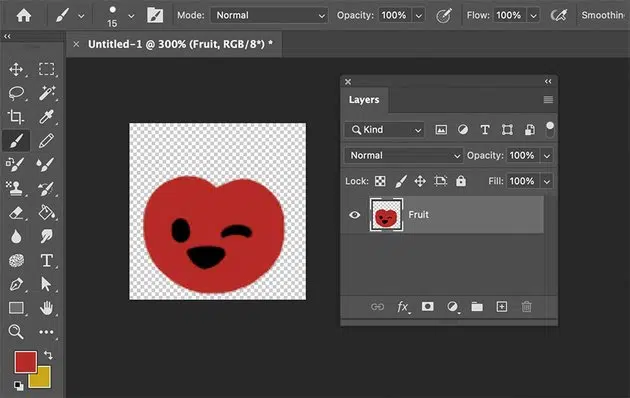 15
Mode: Normal
Opacity: 100%
Flow: 100%
Smoothin
× Untitled-1 @ 300% (Fruit, RGB/8*) *
Layers
Kind
Normal
Opacity: 100%
Lock:
Fill: 100%
Fruit
fx